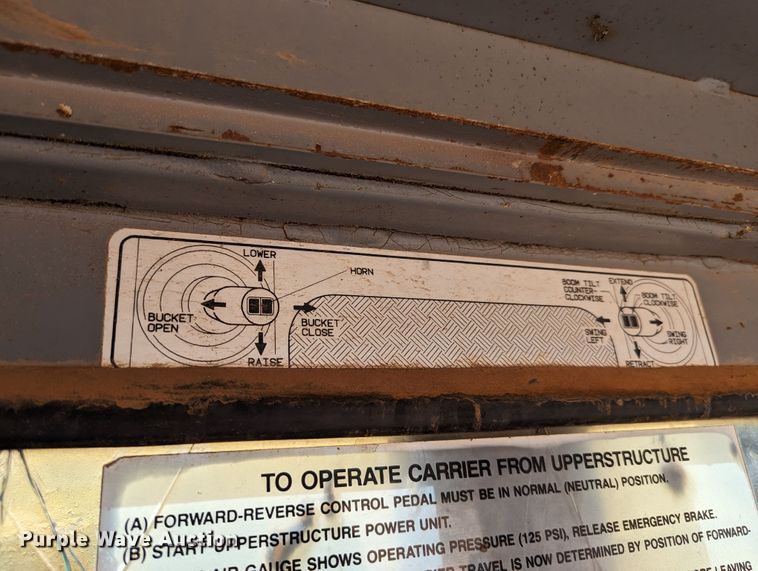 LOWER
HORN
BUCKET
OPEN
BUCKET
CLOSE
RAISE
BOOM TILT
COUNTER-
CLOCKWISE
EXTEND
BOOM TILT
CLOCKWISE
SWING
LEFT
SWING
RIGHT
RETRACT
TO OPERATE CARRIER FROM UPPERSTRUCTURE
(A) FORWARD-REVERSE CONTROL PEDAL MUST BE IN NORMAL (NEUTRAL) POSITION.
(B) START UPPERSTRUCTURE POWER UNIT.
AIR GAUGE SHOWS OPERATING PRESSURE (125 PSI), RELEASE EMERGENCY BRAKE.
TRAVEL IS NOW DETERMINED BY POSITION OF FORWARD-
LEAVING
Purple Wave Auction